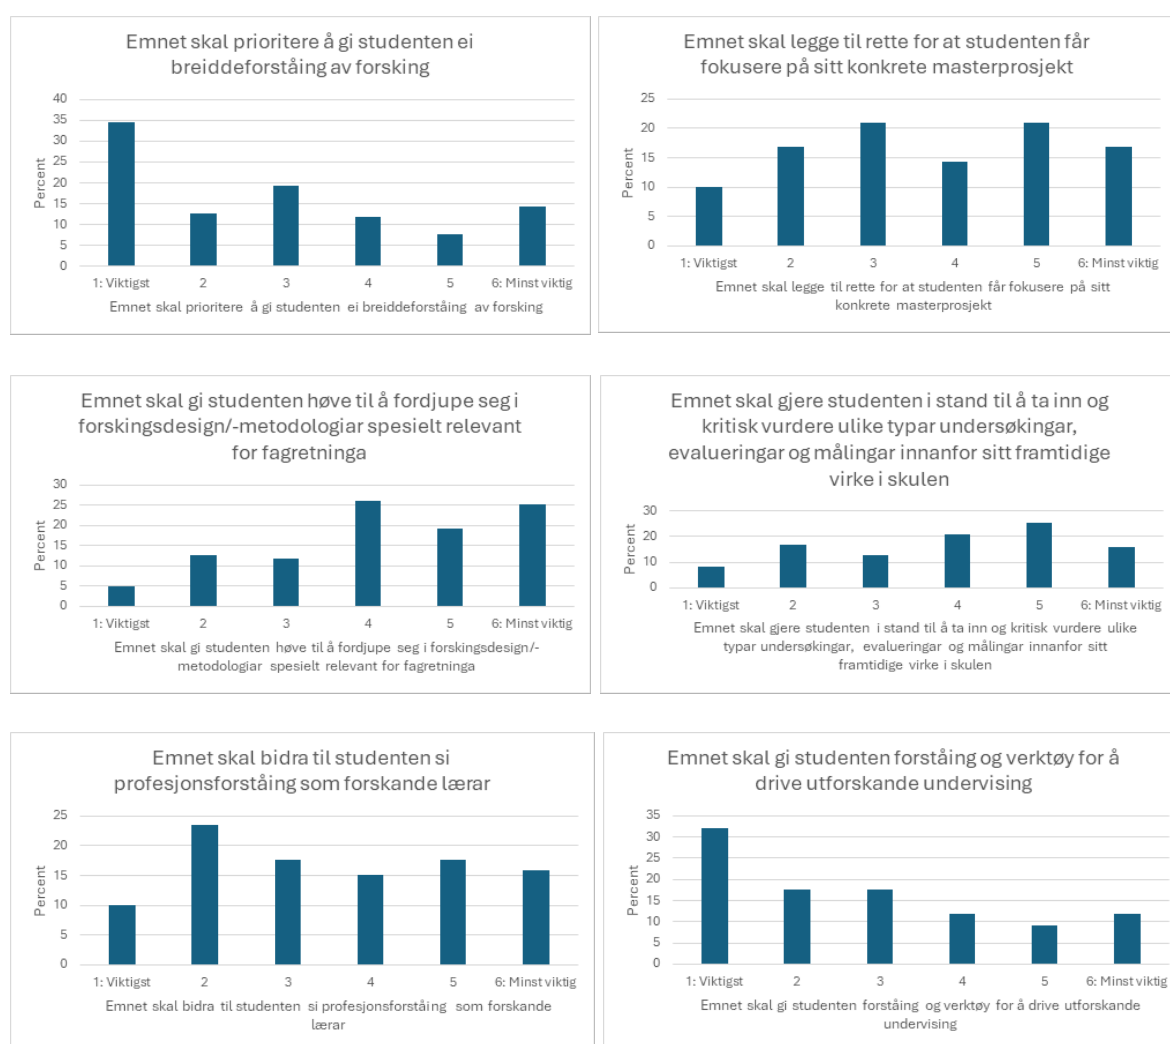 Emnet skal prioritere å gi studenten ei
breiddeforståing av forsking
Percent
40
35
30
25
20
15
10
5
0
1: Viktigst 2 3 4 5 6: Minst viktig
Emnet skal prioritere å gi studenten ei breiddeforståing av forsking
Emnet skal legge til rette for at studenten får
fokusere på sitt konkrete masterprosjekt
Percent
25
20
15
10
5
0
1: Viktigst 2 3 4 5 6: Minst viktig
Emnet skal legge til rette for at studenten får fokusere på sitt
konkrete masterprosjekt
Emnet skal gi studenten høve til å fordjupe seg i
forskingsdesign/-metodologiar spesielt relevant
for fagretninga
Percent
30
25
20
15
10
5
0
1: Viktigst 2 3 4 5 6: Minst viktig
Emnet skal gi studenten høve til å fordjupe seg i forskingsdesign/-
metodologiar spesielt relevant for fagretninga
Emnet skal gjere studenten i stand til å ta inn og
kritisk vurdere ulike typar undersøkingar,
evalueringar og målingar innanfor sitt framtidige
virke i skulen
Percent
30
20
10
0
1: Viktigst 2 3 4 5 6: Minst viktig
Emnet skal gjere studenten i stand til å ta inn og kritisk vurdere ulike
typar undersøkingar, evalueringar og målingar innanfor sitt
framtidige virke i skulen
Emnet skal bidra til studenten si
profesjonsforståing som forskande lærar
Percent
25
20
15
10
5
0
1: Viktigst 2 3 4 5 6: Minst viktig
Emnet skal bidra til studenten si profesjonsforståing som forskande
lærar
Emnet skal gi studenten forståing og verktøy for å
drive utforskande undervising
Percent
35
30
25
20
15
10
5
0
1: Viktigst 2 3 4 5 6: Minst viktig
Emnet skal gi studenten forståing og verktøy for å drive utforskande
undervising